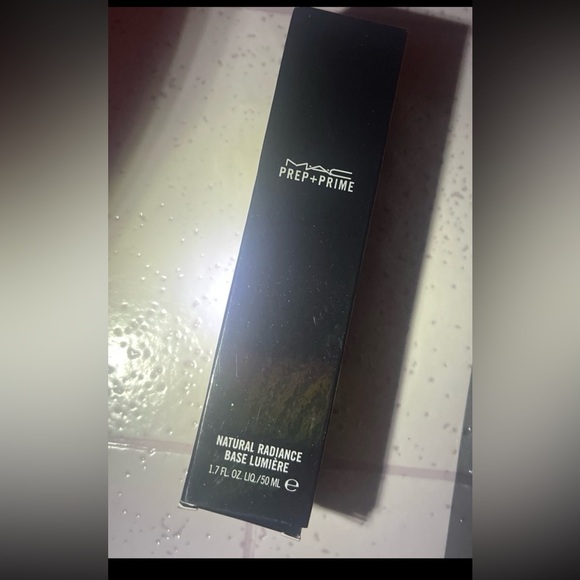 MAC
PREP+PRIME
NATURAL RADIANCE
BASE LUMIÈRE
1.7 FL. OZ. LIQ./50 ML ℮